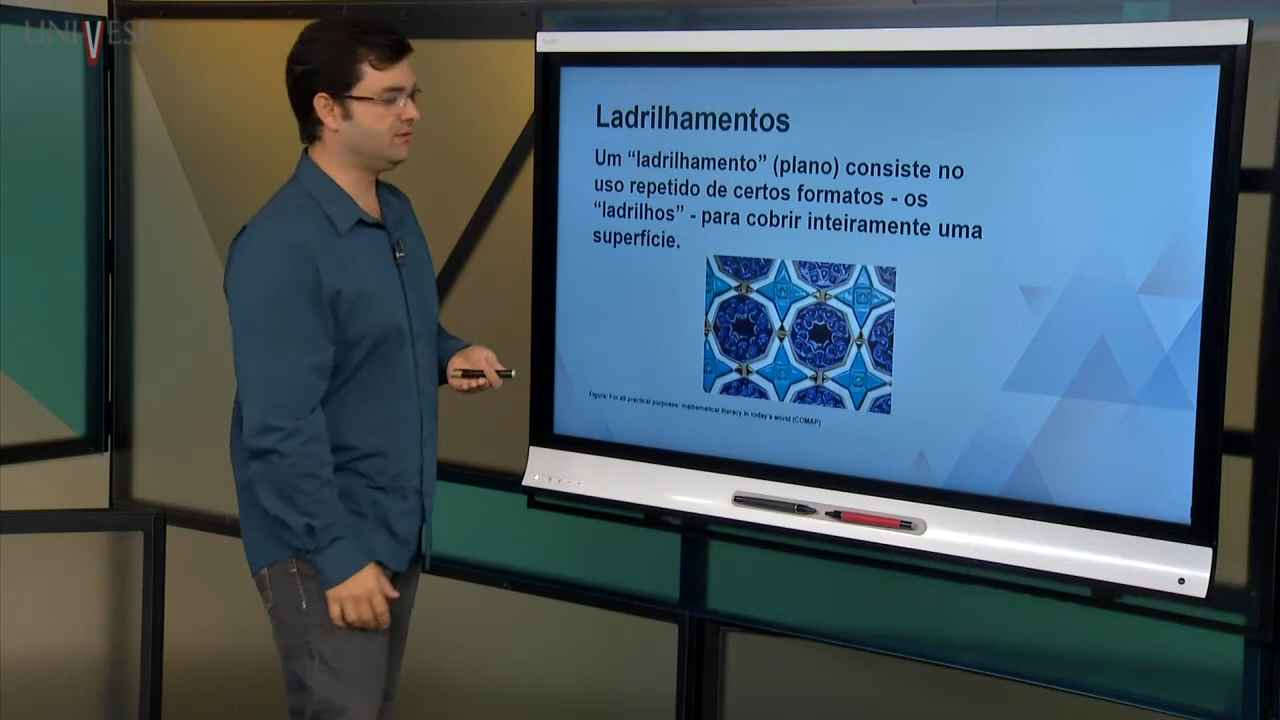 UNIVESP
Ladrilhamentos
Um “ladrilhamento” (plano) consiste no
uso repetido de certos formatos - os
“ladrilhos” - para cobrir inteiramente uma
superfície.
Figura: For all practical purposes: mathematical literacy in today's world (COMAP)